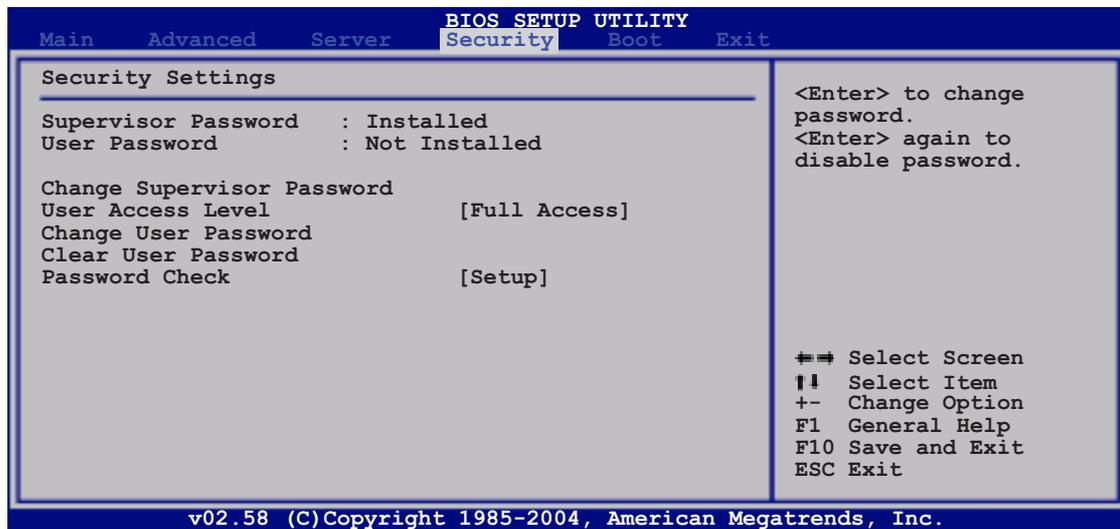 BIOS SETUP UTILITY
Main Advanced Server Security Boot Exit
Security Settings
Supervisor Password : Installed
User Password : Not Installed
Change Supervisor Password
User Access Level [Full Access]
Change User Password
Clear User Password
Password Check [Setup]
<Enter> to change
password.
<Enter> again to
disable password.
←→ Select Screen
↑↓ Select Item
+- Change Option
F1 General Help
F10 Save and Exit
ESC Exit
v02.58 (C)Copyright 1985-2004, American Megatrends, Inc.